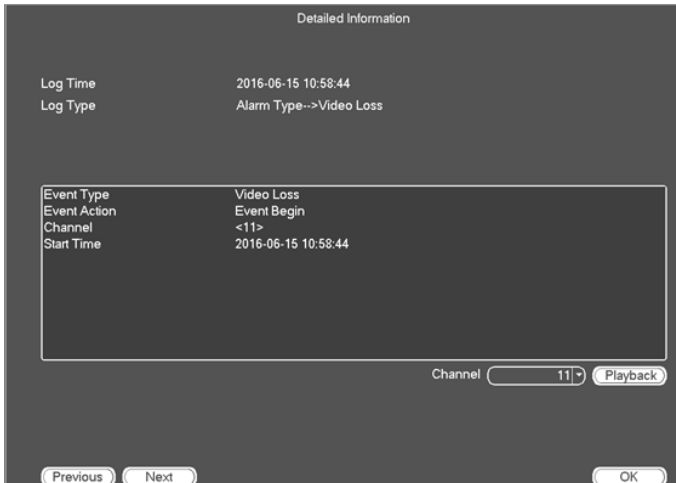 Detailed Information
Log Time 2016-06-15 10:58:44
Log Type Alarm Type-->Video Loss
Event Type Video Loss
Event Action Event Begin
Channel <11>
Start Time 2016-06-15 10:58:44
Channel 11 Playback
Previous Next OK